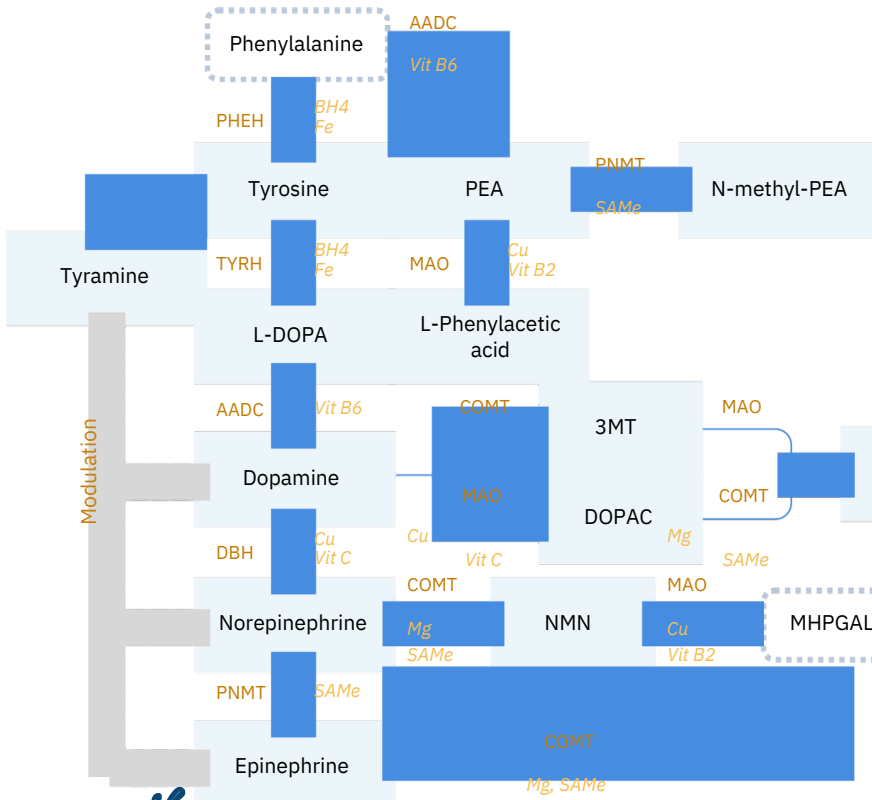 AADC
Phenylalanine
Vit B6
PHEH
BH4
Fe
PNMT
Tyrosine
PEA
N-methyl-PEA
SAMe
Tyramine
TYRH
BH4
Fe
MAO
Cu
Vit B2
L-DOPA
L-Phenylacetic
acid
AADC
Vit B6
COMT
3MT
MAO
Modulation
Dopamine
MAO
COMT
DOPAC
DBH
Cu
Vit C
Cu
Vit C
Mg
SAMe
COMT
MAO
Norepinephrine
Mg
SAMe
NMN
Cu
Vit B2
MHPGAL
PNMT
SAMe
COMT
Epinephrine
Mg, SAMe